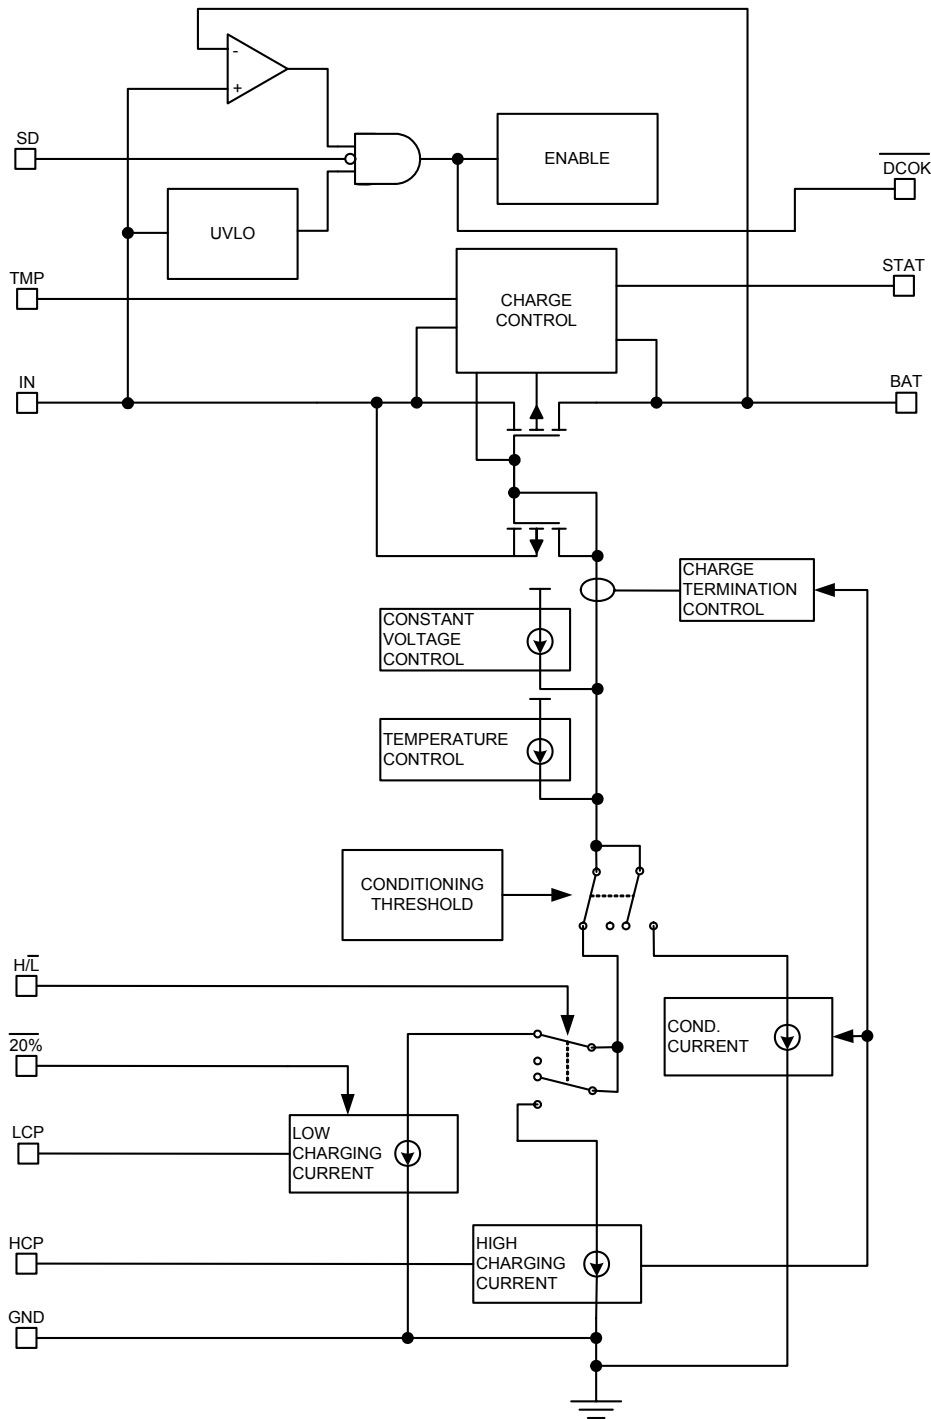 -
+
SD
ENABLE
DCOK
UVLO
TMP
CHARGE
CONTROL
STAT
IN
BAT
CHARGE
TERMINATION
CONTROL
CONSTANT
VOLTAGE
CONTROL
TEMPERATURE
CONTROL
CONDITIONING
THRESHOLD
H/L
20%
COND.
CURRENT
LCP
LOW
CHARGING
CURRENT
HCP
HIGH
CHARGING
CURRENT
GND